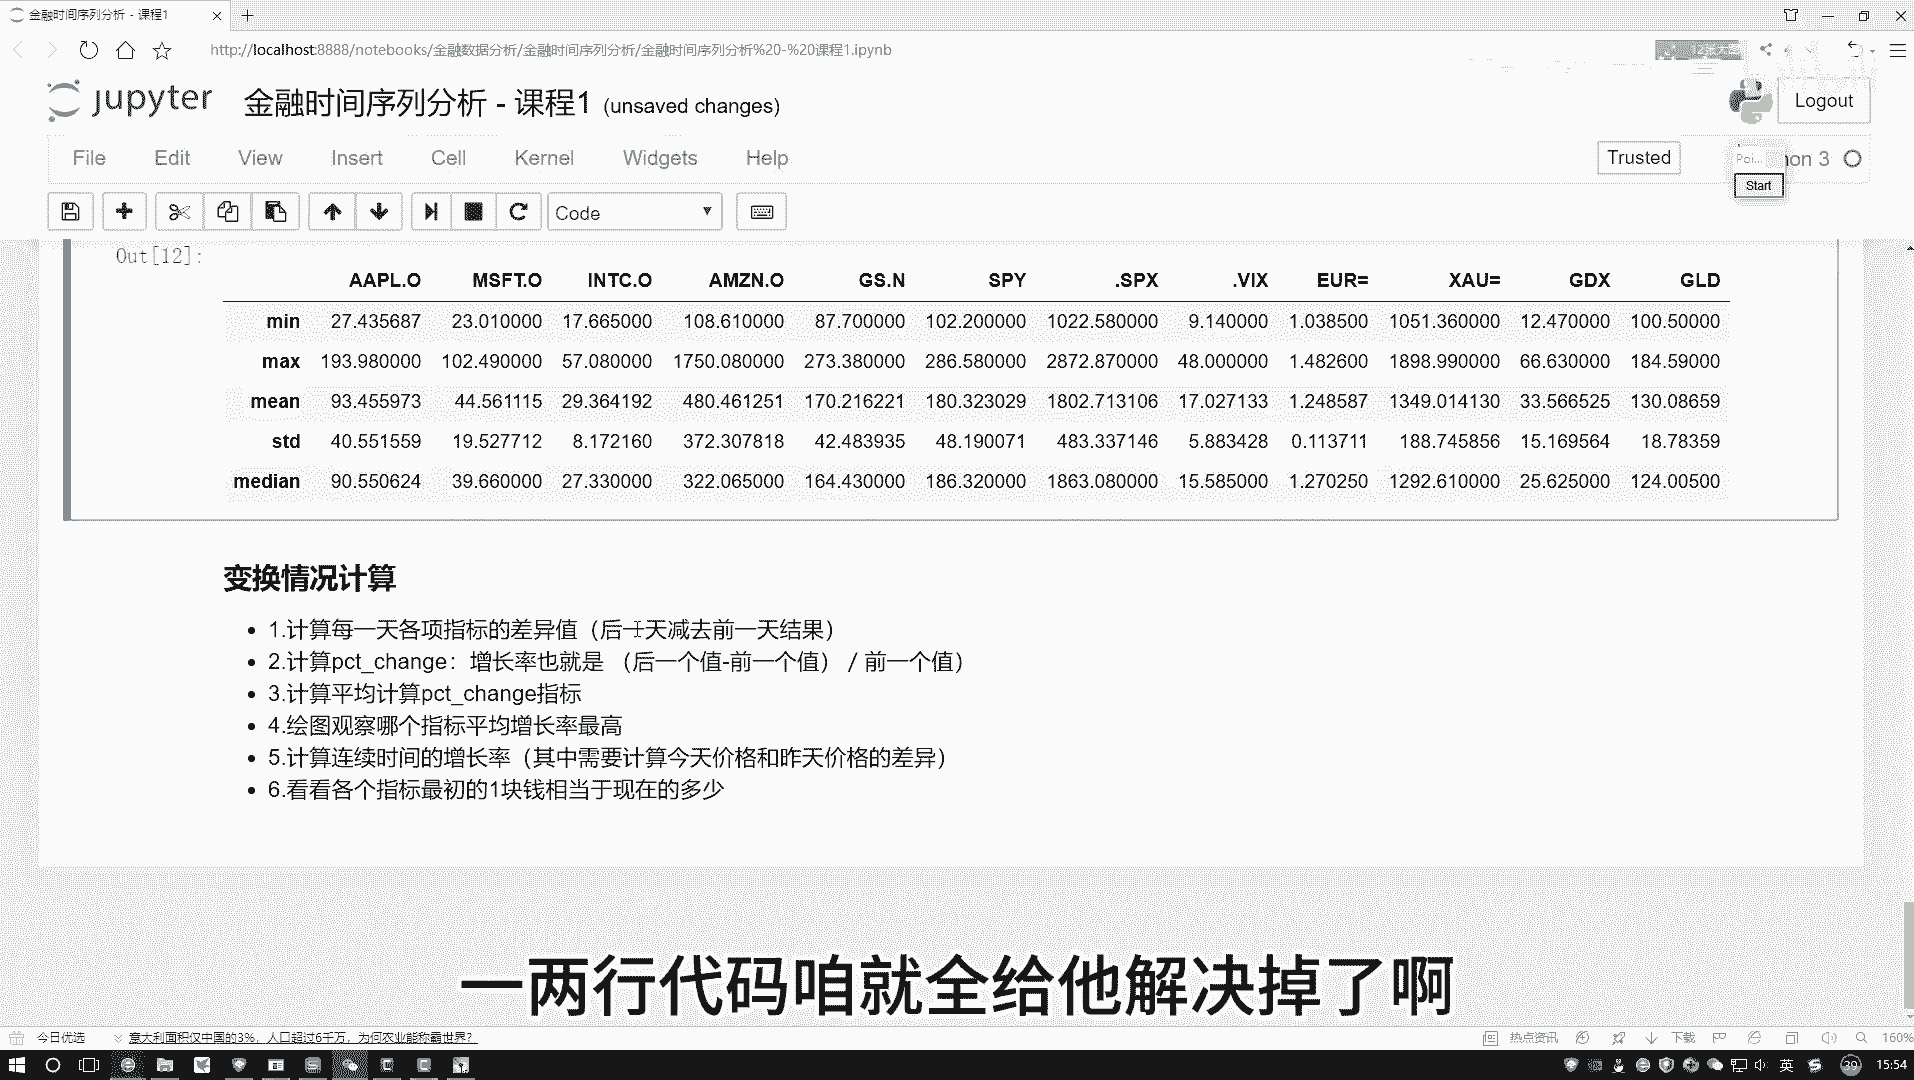 金融时间序列分析 - 课程1
http://localhost:8888/notebooks/金融数据分析/金融时间序列分析/金融时间序列分析%20-%20课程1.ipynb
12张大图
jupyter 金融时间序列分析 - 课程1 (unsaved changes)
Logout
File Edit View Insert Cell Kernel Widgets Help
Trusted
Poi... hon 3
Start
Code
Out[12]:
AAPL.O MSFT.O INTC.O AMZN.O GS.N SPY .SPX .VIX EUR= XAU= GDX GLD
min 27.435687 23.010000 17.665000 108.610000 87.700000 102.200000 1022.580000 9.140000 1.038500 1051.360000 12.470000 100.50000
max 193.980000 102.490000 57.080000 1750.080000 273.380000 286.580000 2872.870000 48.000000 1.482600 1898.990000 66.630000 184.59000
mean 93.455973 44.561115 29.364192 480.461251 170.216221 180.323029 1802.713106 17.027133 1.248587 1349.014130 33.566525 130.08659
std 40.551559 19.527712 8.172160 372.307818 42.483935 48.190071 483.337146 5.883428 0.113711 188.745856 15.169564 18.78359
median 90.550624 39.660000 27.330000 322.065000 164.430000 186.320000 1863.080000 15.585000 1.270250 1292.610000 25.625000 124.00500
变换情况计算
1.计算每一天各项指标的差异值（后一天减去前一天结果）
2.计算pct_change：增长率也就是 （后一个值-前一个值） / 前一个值）
3.计算平均计算pct_change指标
4.绘图观察哪个指标平均增长率最高
5.计算连续时间的增长率（其中需要计算今天价格和昨天价格的差异）
6.看看各个指标最初的1块钱相当于现在的多少
一两行代码咱就全给他解决掉了啊
今日优选 意大利面积仅中国的3%，人口超过6千万，为何农业能称霸世界?
热点资讯 下载 160%
英 39 15:54